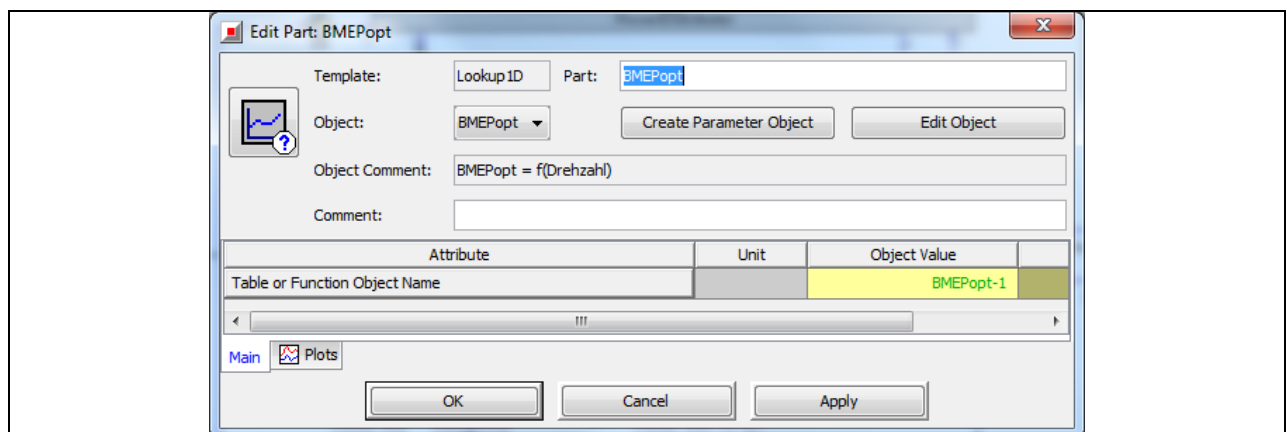 Edit Part: BMEPopt
Template: Lookup1D Part: BMEPopt
Object: BMEPopt Create Parameter Object Edit Object
Object Comment: BMEPopt = f(Drehzahl)
Comment:
Attribute Unit Object Value
Table or Function Object Name BMEPopt-1
Main Plots
OK Cancel Apply